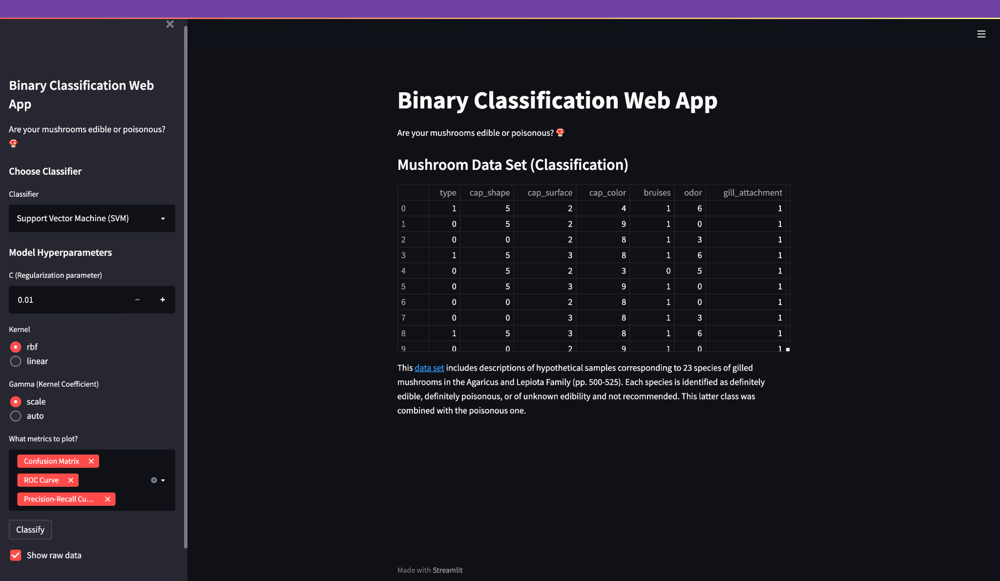 Binary Classification Web
App
Are your mushrooms edible or poisonous?
🍄
Choose Classifier
Classifier
Support Vector Machine (SVM)
Model Hyperparameters
C (Regularization parameter)
0.01
Kernel
rbf
linear
Gamma (Kernel Coefficient)
scale
auto
What metrics to plot?
Confusion Matrix
ROC Curve
Precision-Recall Cu...
Classify
Show raw data
Binary Classification Web App
Are your mushrooms edible or poisonous? 🍄
Mushroom Data Set (Classification)
type cap_shape cap_surface cap_color bruises odor gill_attachment
0 1 5 2 4 1 6 1
1 0 5 2 9 1 0 1
2 0 0 2 8 1 3 1
3 1 5 3 8 1 6 1
4 0 5 2 3 0 5 1
5 0 5 3 9 1 0 1
6 0 0 2 8 1 0 1
7 0 0 3 8 1 3 1
8 1 5 3 8 1 6 1
9 0 0 2 9 1 0 1
This data set includes descriptions of hypothetical samples corresponding to 23 species of gilled
mushrooms in the Agaricus and Lepiota Family (pp. 500-525). Each species is identified as definitely
edible, definitely poisonous, or of unknown edibility and not recommended. This latter class was
combined with the poisonous one.
Made with Streamlit